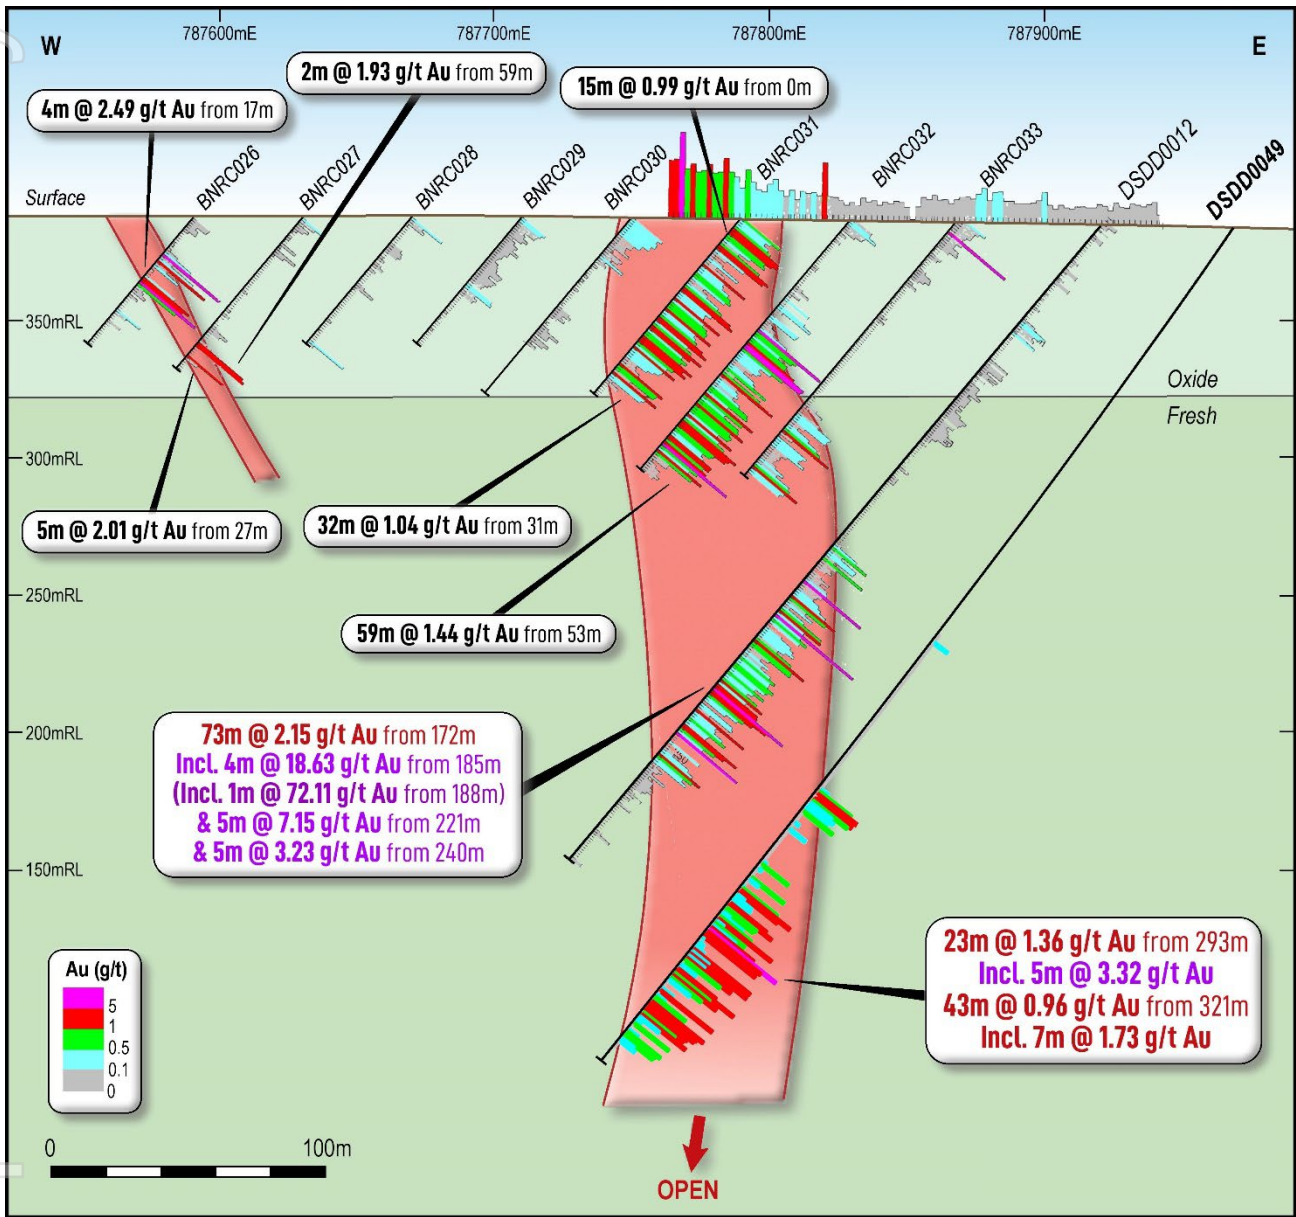 787600mE
787700mE
787800mE
787900mE
W
E
2m @ 1.93 g/t Au from 59m
15m @ 0.99 g/t Au from 0m
4m @ 2.49 g/t Au from 17m
Surface
BNRC026
BNRC027
BNRC028
BNRC029
BNRC030
BNRC031
BNRC032
BNRC033
DSDD0012
DSDD0049
350mRL
Oxide
Fresh
300mRL
5m @ 2.01 g/t Au from 27m
32m @ 1.04 g/t Au from 31m
250mRL
59m @ 1.44 g/t Au from 53m
200mRL
73m @ 2.15 g/t Au from 172m
Incl. 4m @ 18.63 g/t Au from 185m
(Incl. 1m @ 72.11 g/t Au from 188m)
& 5m @ 7.15 g/t Au from 221m
& 5m @ 3.23 g/t Au from 240m
150mRL
23m @ 1.36 g/t Au from 293m
Incl. 5m @ 3.32 g/t Au
43m @ 0.96 g/t Au from 321m
Incl. 7m @ 1.73 g/t Au
Au (g/t)
5
1
0.5
0.1
0
0
100m
OPEN